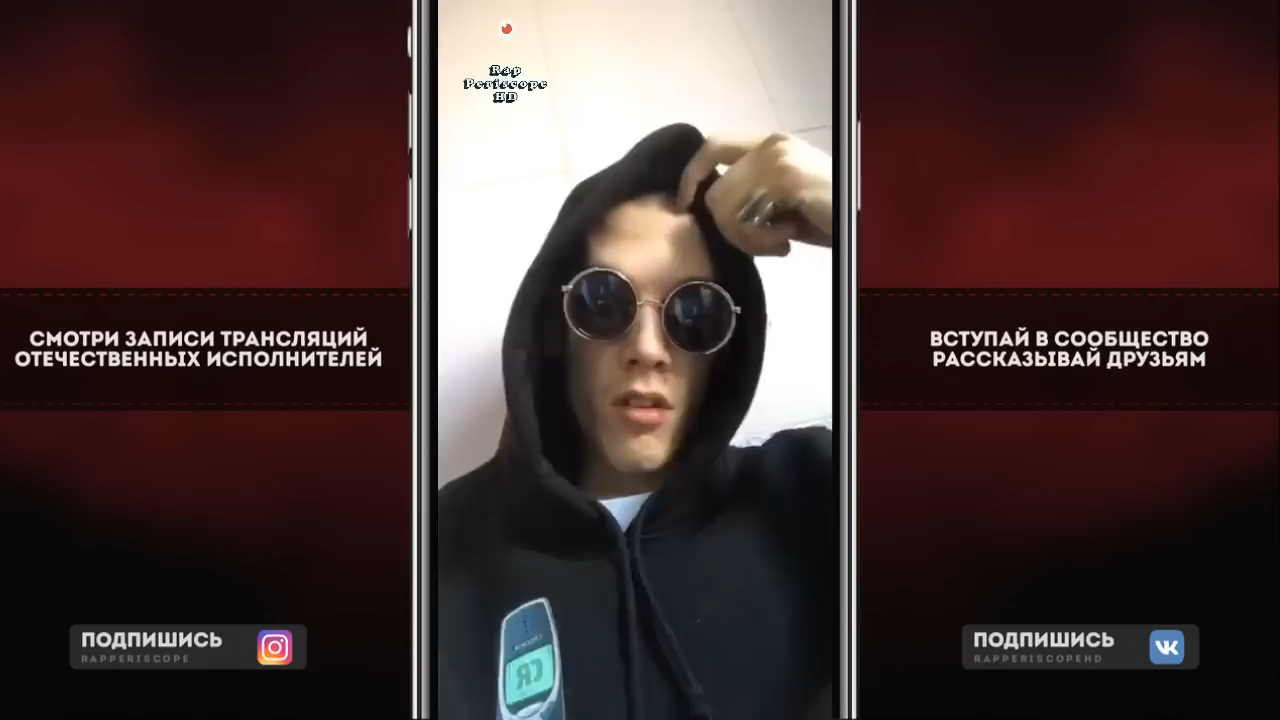 Rap
Periscope
HD
СМОТРИ ЗАПИСИ ТРАНСЛЯЦИЙ
ОТЕЧЕСТВЕННЫХ ИСПОЛНИТЕЛЕЙ
ВСТУПАЙ В СООБЩЕСТВО
РАССКАЗЫВАЙ ДРУЗЬЯМ
ПОДПИШИСЬ
RAPPERISCOPE
ПОДПИШИСЬ
RAPPERISCOPEHD